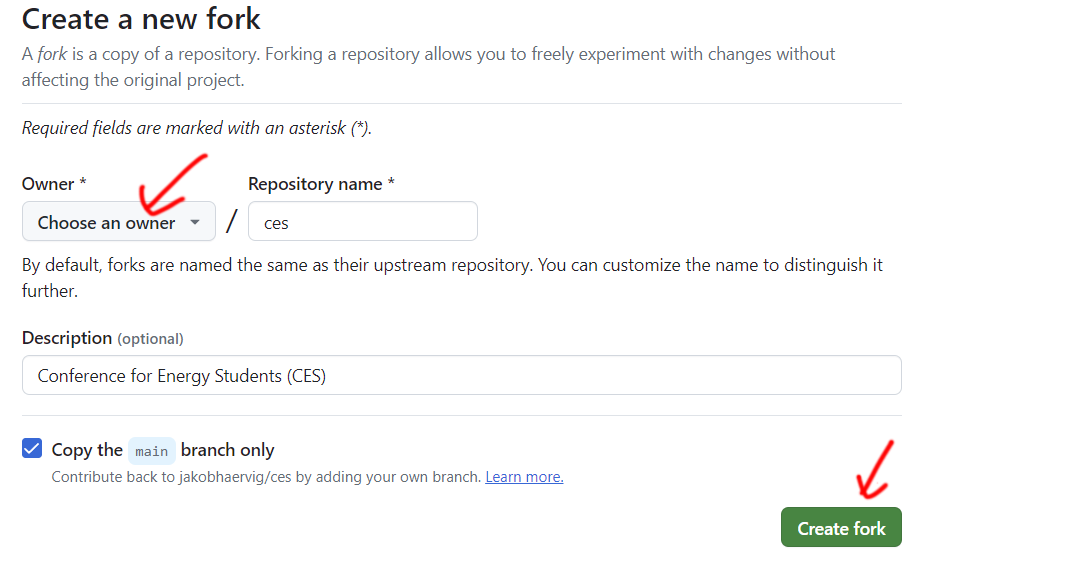 Create a new fork
A fork is a copy of a repository. Forking a repository allows you to freely experiment with changes without
affecting the original project.
Required fields are marked with an asterisk (*).
Owner * Repository name *
Choose an owner / ces
By default, forks are named the same as their upstream repository. You can customize the name to distinguish it
further.
Description (optional)
Conference for Energy Students (CES)
Copy the main branch only
Contribute back to jakobhaervig/ces by adding your own branch. Learn more.
Create fork